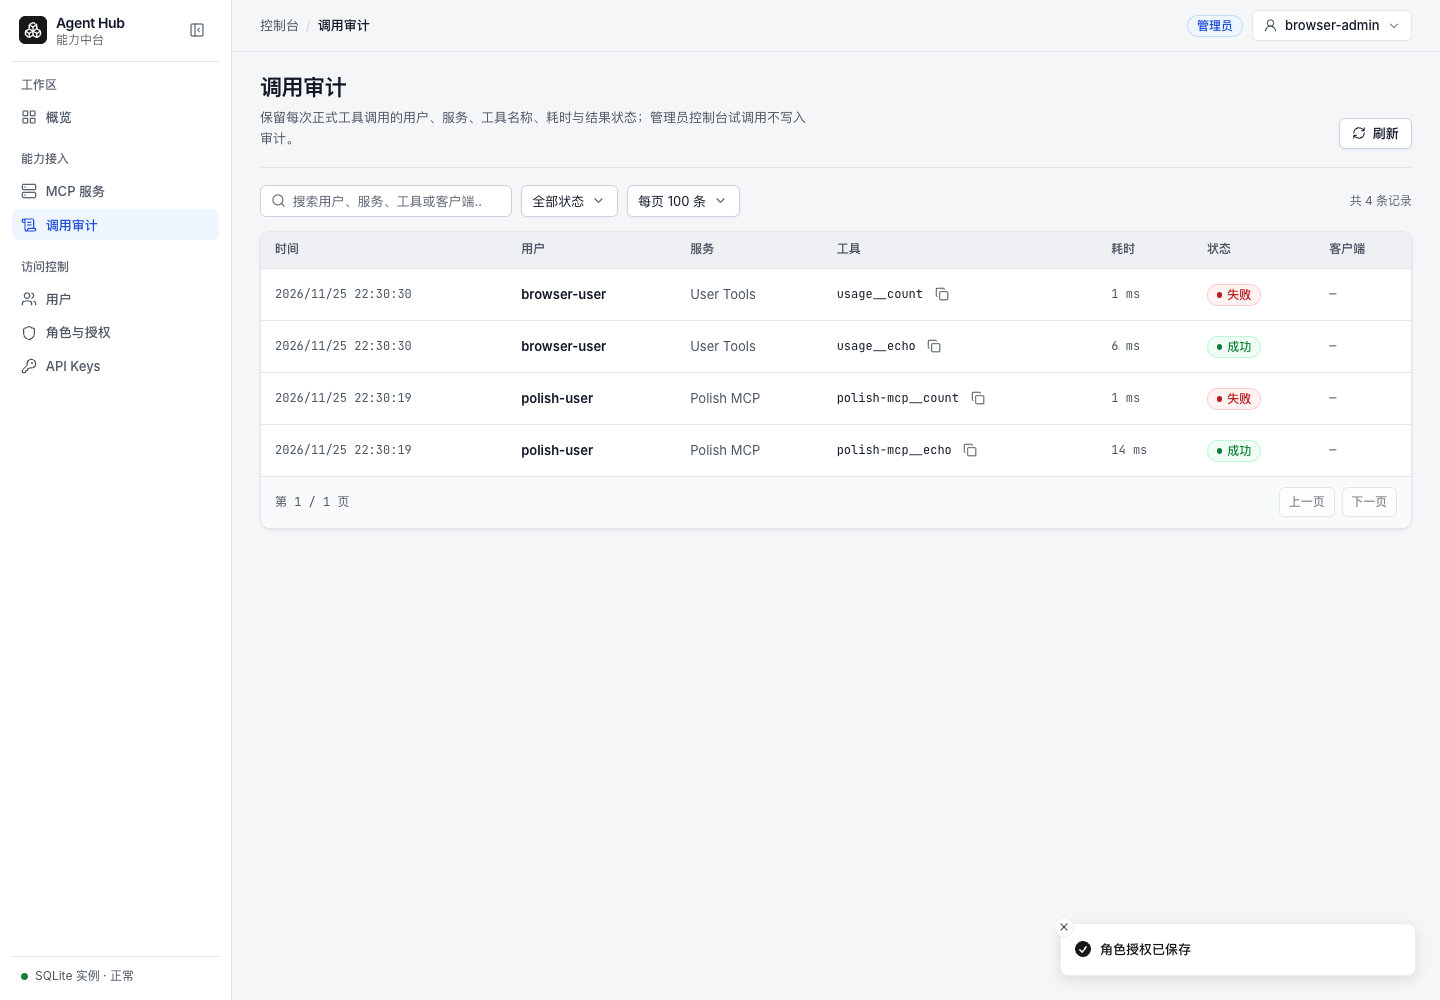 Agent Hub
能力中台
工作区
概览
能力接入
MCP 服务
调用审计
访问控制
用户
角色与授权
API Keys
SQLite 实例 · 正常
控制台 / 调用审计
管理员
browser-admin
调用审计
保留每次正式工具调用的用户、服务、工具名称、耗时与结果状态；管理员控制台试调用不写入
审计。
刷新
搜索用户、服务、工具或客户端..
全部状态
每页 100 条
共 4 条记录
时间 用户 服务 工具 耗时 状态 客户端
2026/11/25 22:30:30 browser-user User Tools usage__count 1 ms 失败 —
2026/11/25 22:30:30 browser-user User Tools usage__echo 6 ms 成功 —
2026/11/25 22:30:19 polish-user Polish MCP polish-mcp__count 1 ms 失败 —
2026/11/25 22:30:19 polish-user Polish MCP polish-mcp__echo 14 ms 成功 —
第 1 / 1 页
上一页
下一页
角色授权已保存